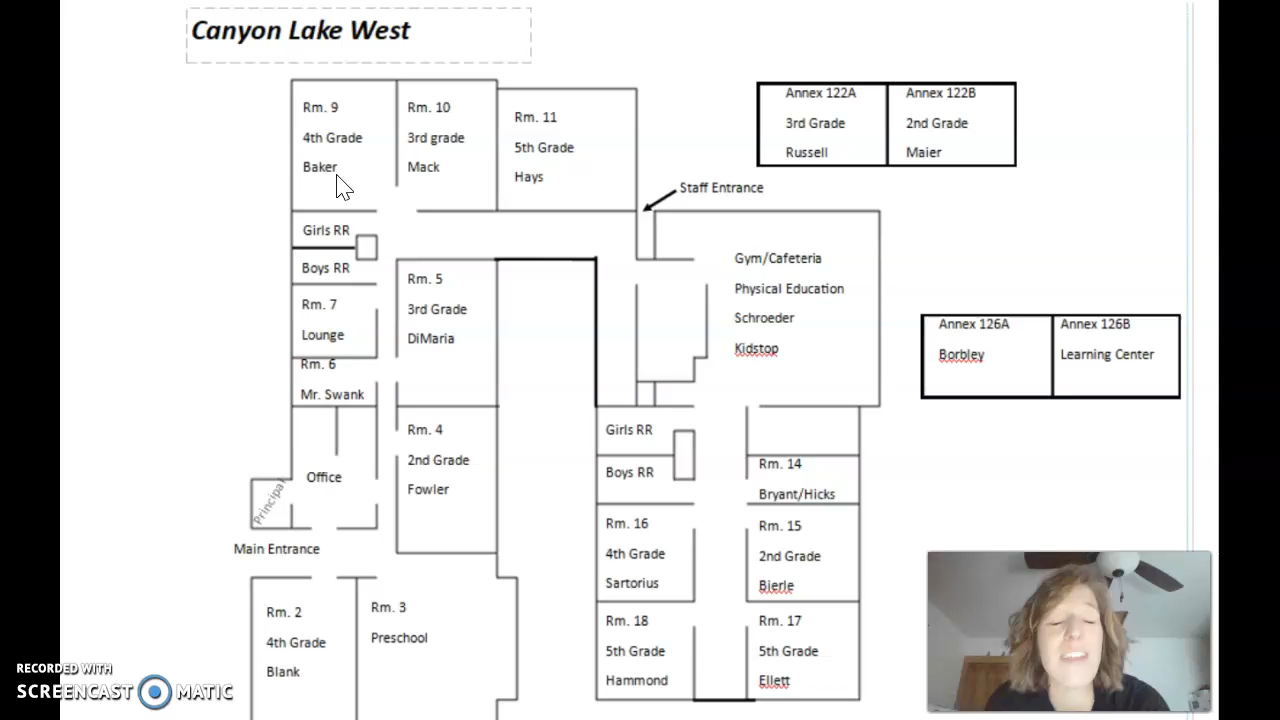 Canyon Lake West
Rm. 9
4th Grade
Baker
Rm. 10
3rd grade
Mack
Rm. 11
5th Grade
Hays
Annex 122A
3rd Grade
Russell
Annex 122B
2nd Grade
Maier
Staff Entrance
Girls RR
Boys RR
Rm. 7
Lounge
Rm. 6
Mr. Swank
Rm. 5
3rd Grade
DiMaria
Gym/Cafeteria
Physical Education
Schroeder
Kidstop
Annex 126A
Borbley
Annex 126B
Learning Center
Office
Principal
Main Entrance
Rm. 4
2nd Grade
Fowler
Girls RR
Boys RR
Rm. 14
Bryant/Hicks
Rm. 16
4th Grade
Sartorius
Rm. 15
2nd Grade
Bierle
Rm. 2
4th Grade
Blank
Rm. 3
Preschool
Rm. 18
5th Grade
Hammond
Rm. 17
5th Grade
Ellett
RECORDED WITH
SCREENCAST MATIC